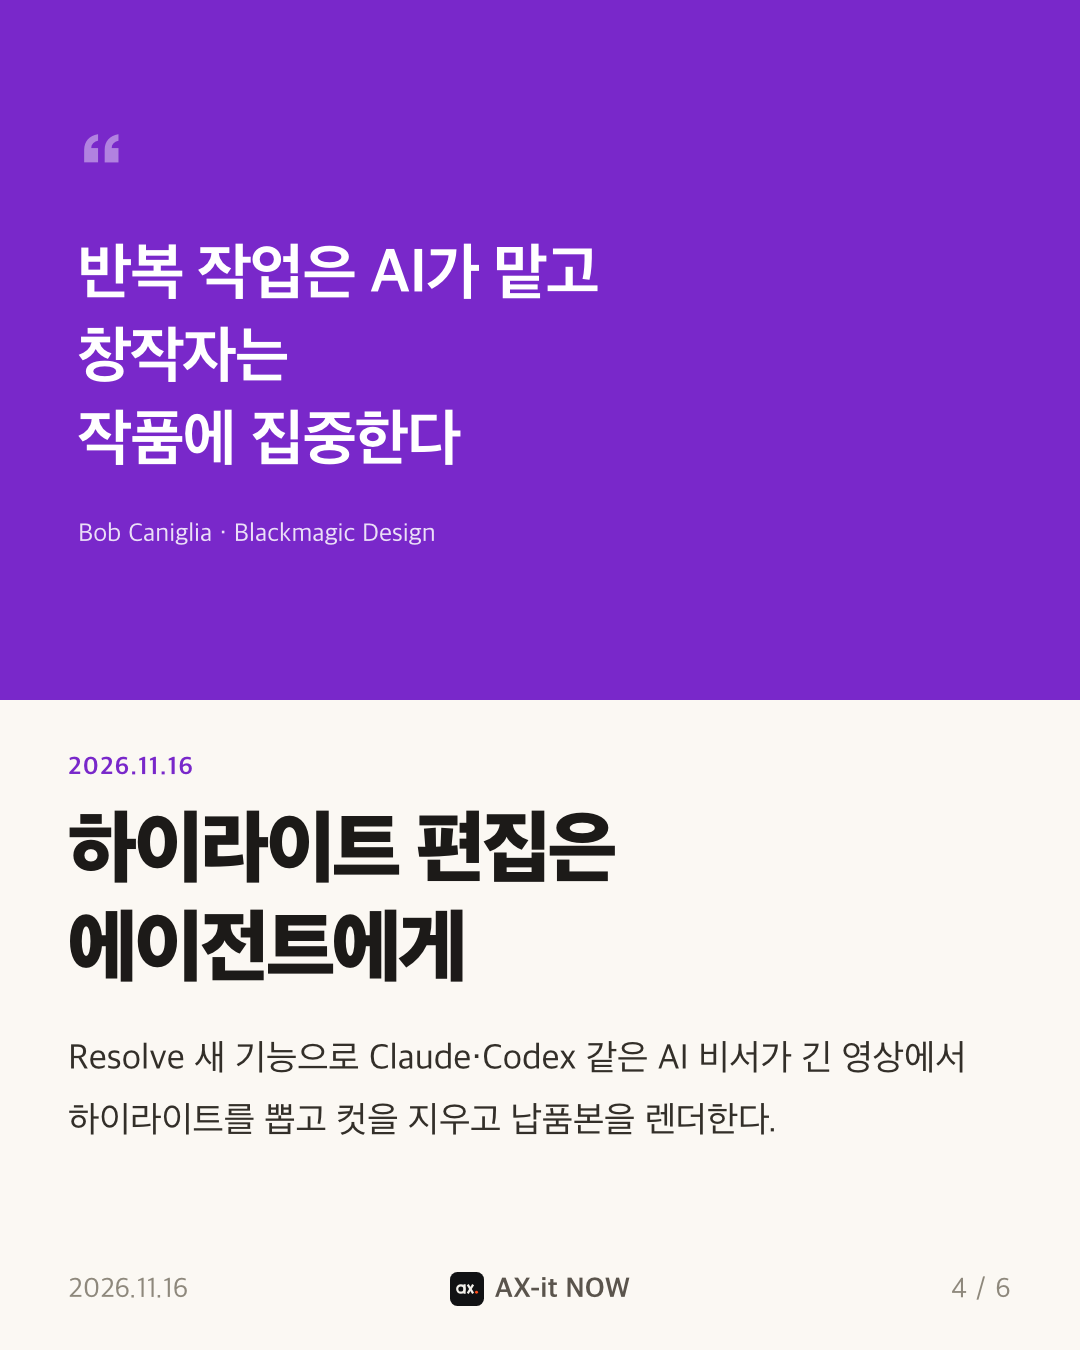 “
반복 작업은 AI가 맡고
창작자는
작품에 집중한다
Bob Caniglia · Blackmagic Design
2026.11.16
하이라이트 편집은
에이전트에게
Resolve 새 기능으로 Claude·Codex 같은 AI 비서가 긴 영상에서
하이라이트를 뽑고 컷을 지우고 납품본을 렌더한다.
2026.11.16
ax. AX-it NOW
4 / 6